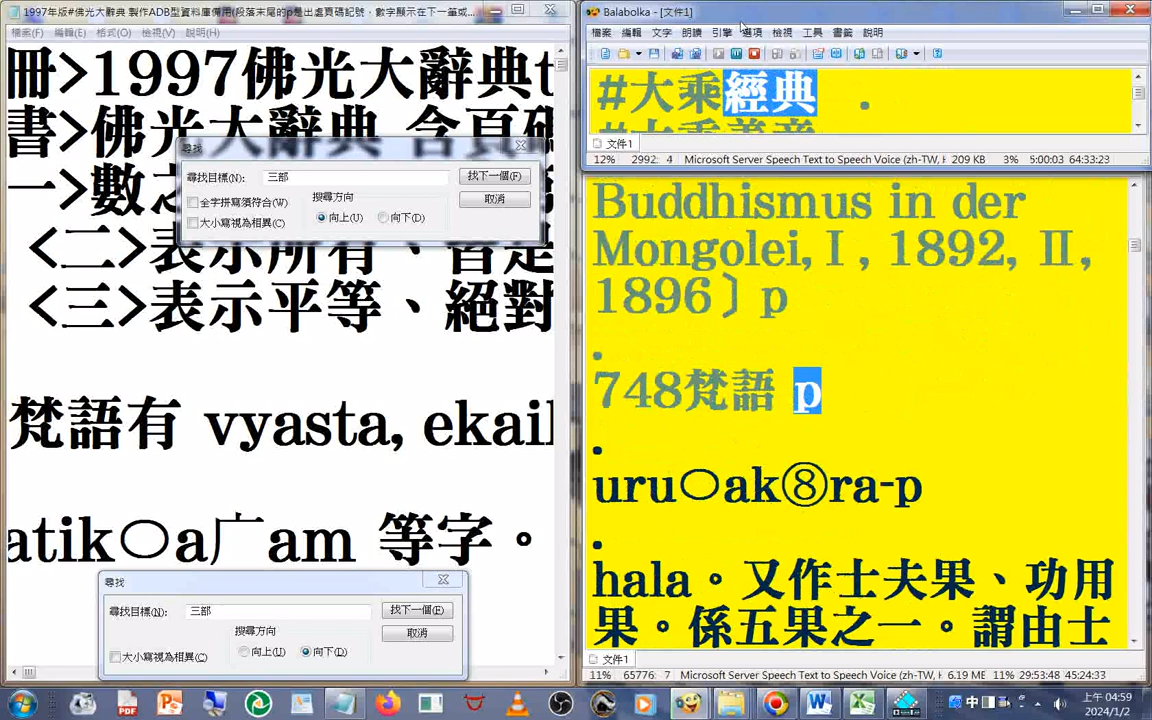 1997年版#佛光大辭典 製作ADB型資料庫備用(段落末尾的p是出處頁碼記號、數字顯示在下一筆或...
檔案(F) 編輯(E) 格式(O) 檢視(V) 說明(H)
冊>1997佛光大辭典t
書>佛光大辭典 含頁碼
一>數之
<二>表示所有、皆是
<三>表示平等、絕對
梵語有 vyasta, ekail
atik〇a广am 等字。
尋找
尋找目標(N): 三部 找下一個(F)
全字拼寫須符合(W) 搜尋方向 取消
大小寫視為相異(C) 向上(U) 向下(D)
尋找
尋找目標(N): 三部 找下一個(F)
搜尋方向 取消
大小寫視為相異(C) 向上(U) 向下(D)
Balabolka - [文件1]
檔案 編輯 文字 朗讀 引擎 選項 檢視 工具 書籤 說明
#大乘經典 .
文件1
12% 2992: 4 Microsoft Server Speech Text to Speech Voice (zh-TW, H 209 KB 3% 5:00:03 64:33:23
Buddhismus in der
Mongolei,Ⅰ, 1892, Ⅱ,
1896〕p
.
748梵語 p
.
uru〇ak⑧ra-p
.
hala。又作士夫果、功用
果。係五果之一。謂由士
文件1
11% 65776: 7 Microsoft Server Speech Text to Speech Voice (zh-TW, 6.19 ME 11% 29:53:48 45:24:33
中
上午 04:59
2024/1/2